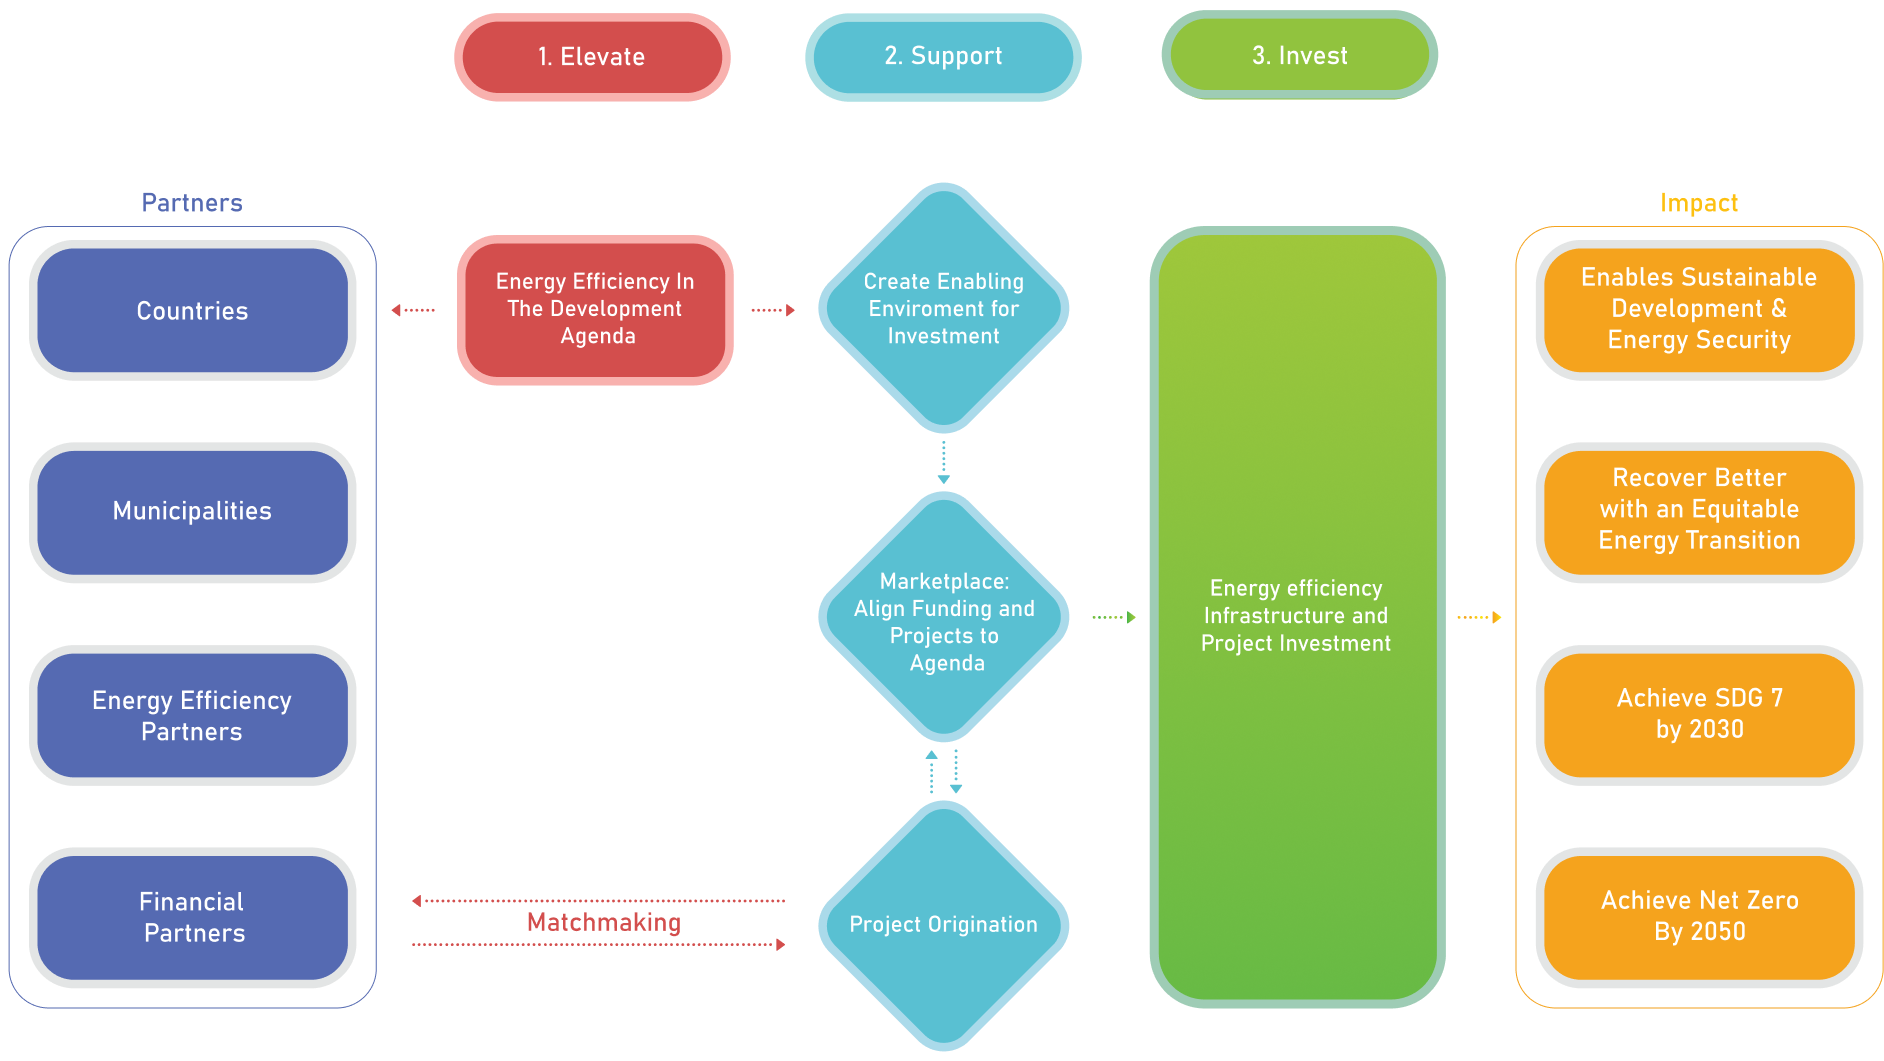 1. Elevate
2. Support
3. Invest
Partners
Countries
Municipalities
Energy Efficiency
Partners
Financial
Partners
Energy Efficiency In
The Development
Agenda
Matchmaking
Create Enabling
Enviroment for
Investment
Marketplace:
Align Funding and
Projects to
Agenda
Project Origination
Energy efficiency
Infrastructure and
Project Investment
Impact
Enables Sustainable
Development &
Energy Security
Recover Better
with an Equitable
Energy Transition
Achieve SDG 7
by 2030
Achieve Net Zero
By 2050